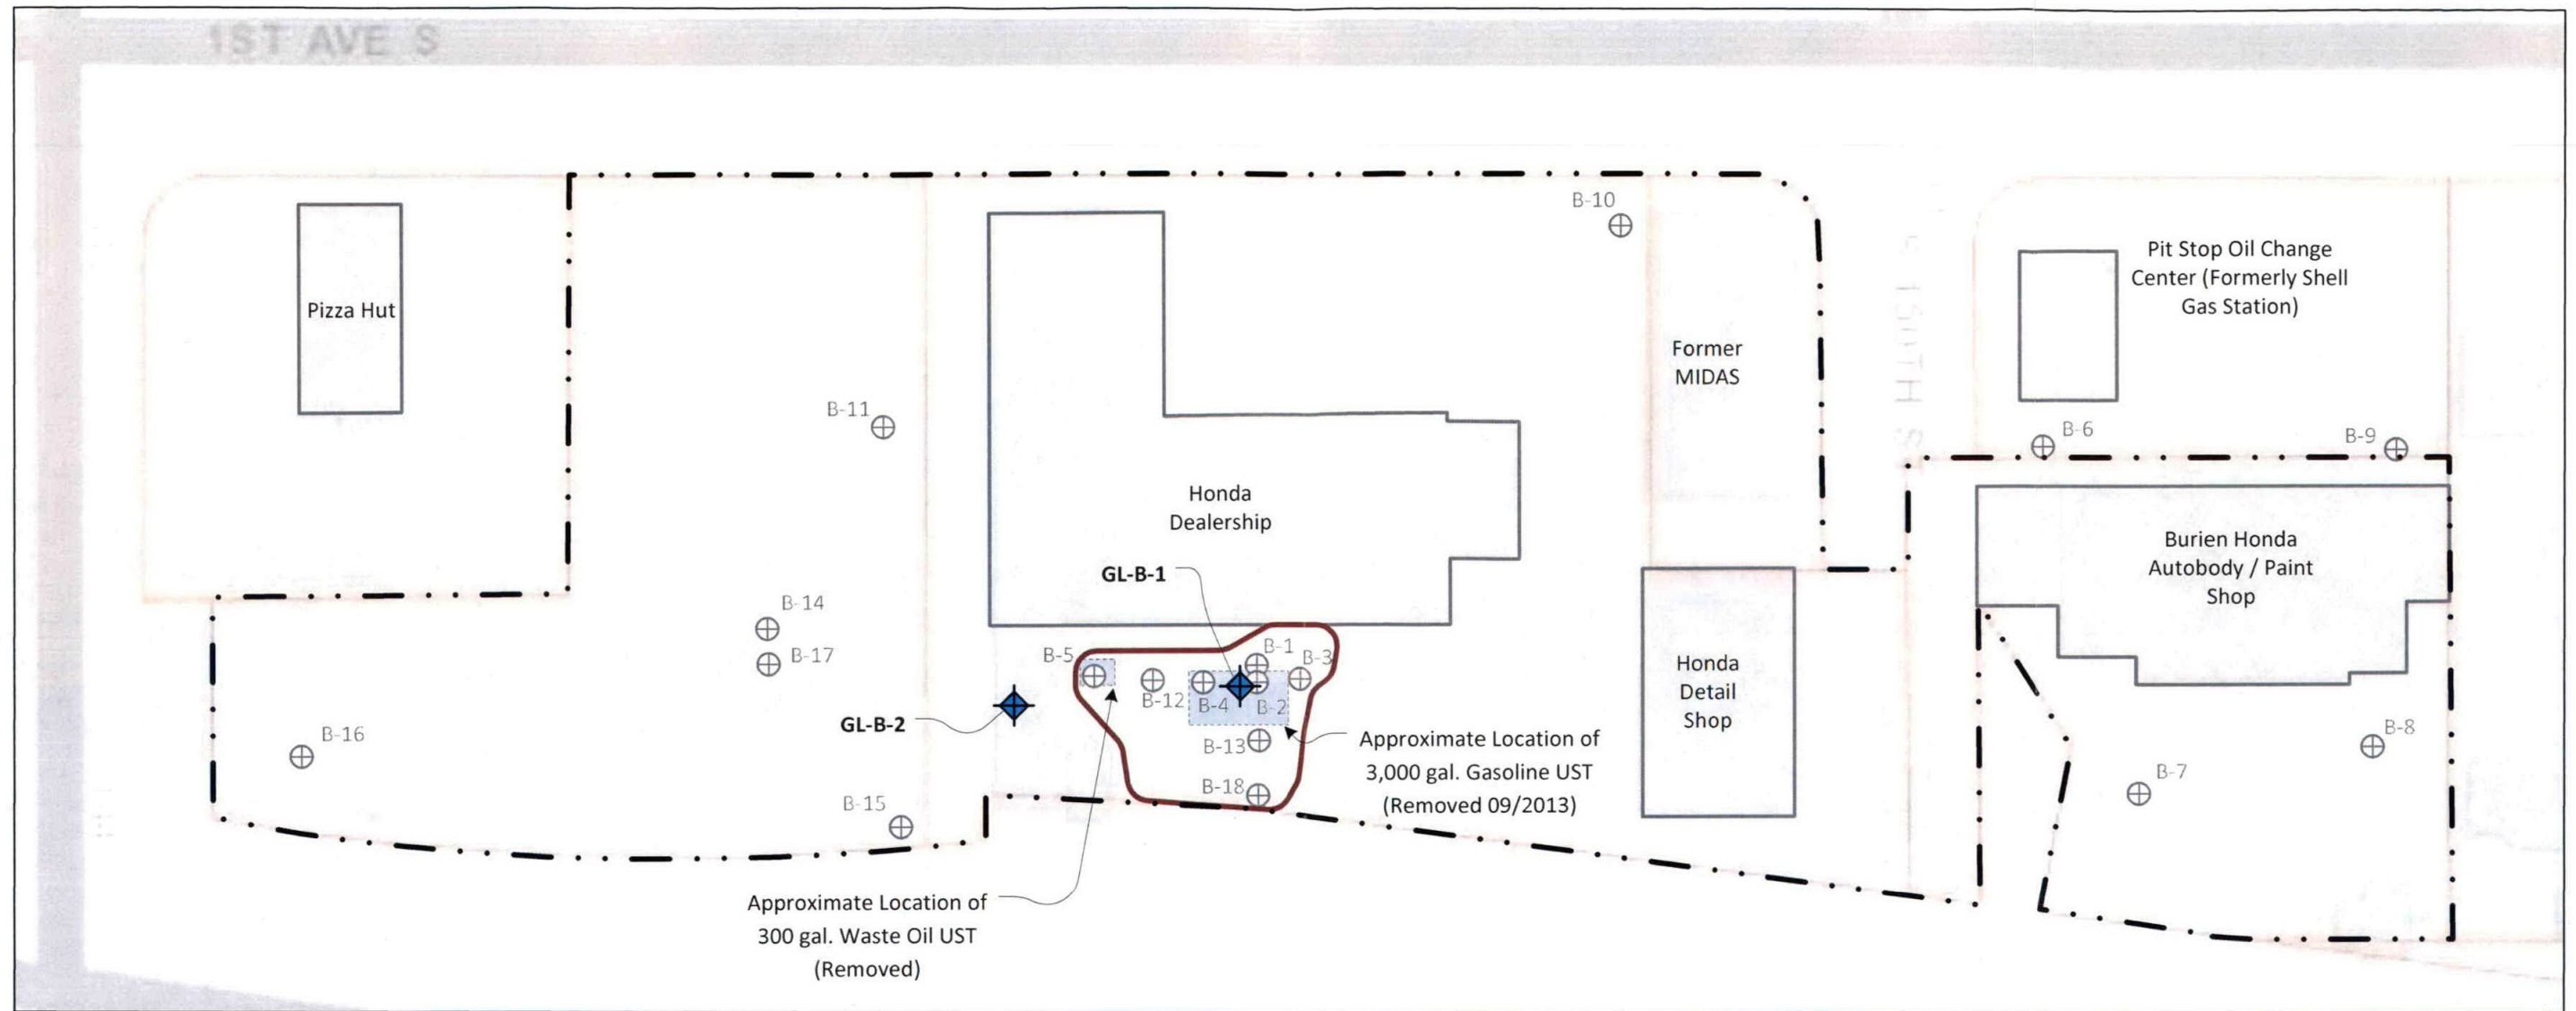 1ST AVE S
B-10
Pizza Hut
Pit Stop Oil Change
Center (Formerly Shell
Gas Station)
Former
MIDAS
B-11
B-6
B-9
Honda
Dealership
GL-B-1
Burien Honda
Autobody / Paint
Shop
B-14
B-17
B-5
B-1
B-3
B-12
B-4
B-2
GL-B-2
Honda
Detail
Shop
B-16
B-13
B-18
B-15
Approximate Location of
3,000 gal. Gasoline UST
(Removed 09/2013)
B-8
B-7
Approximate Location of
300 gal. Waste Oil UST
(Removed)